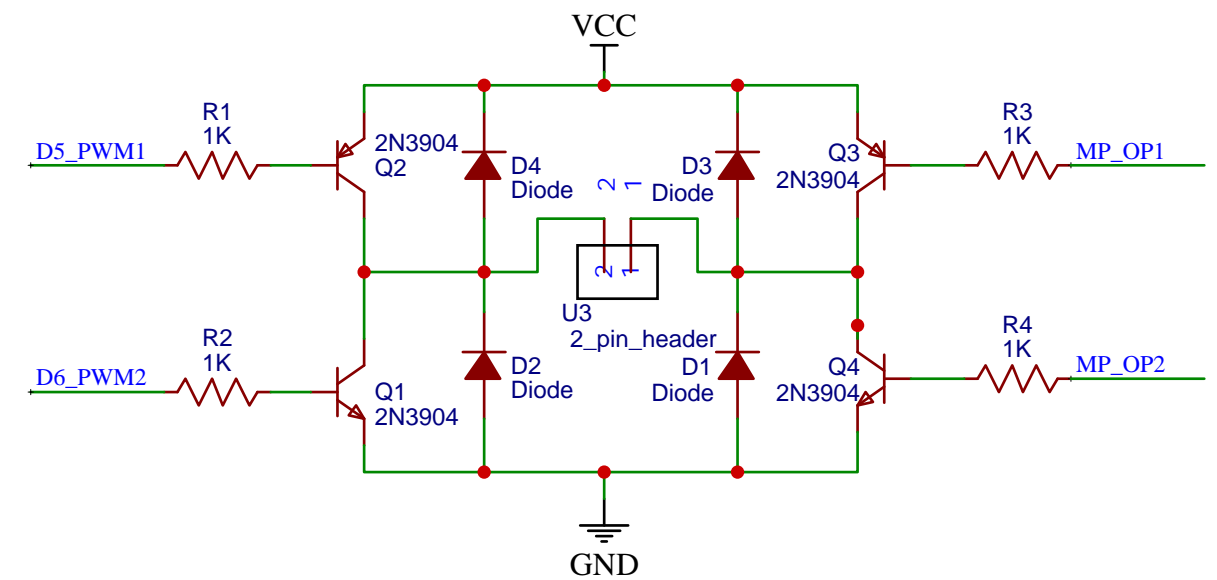 VCC
R1
1K
D5_PWM1
2N3904
Q2
D4
Diode
2
1
D3
Diode
Q3
2N3904
R3
1K
MP_OP1
2
1
U3
2_pin_header
R2
1K
D6_PWM2
Q1
2N3904
D2
Diode
D1
Diode
Q4
2N3904
R4
1K
MP_OP2
GND